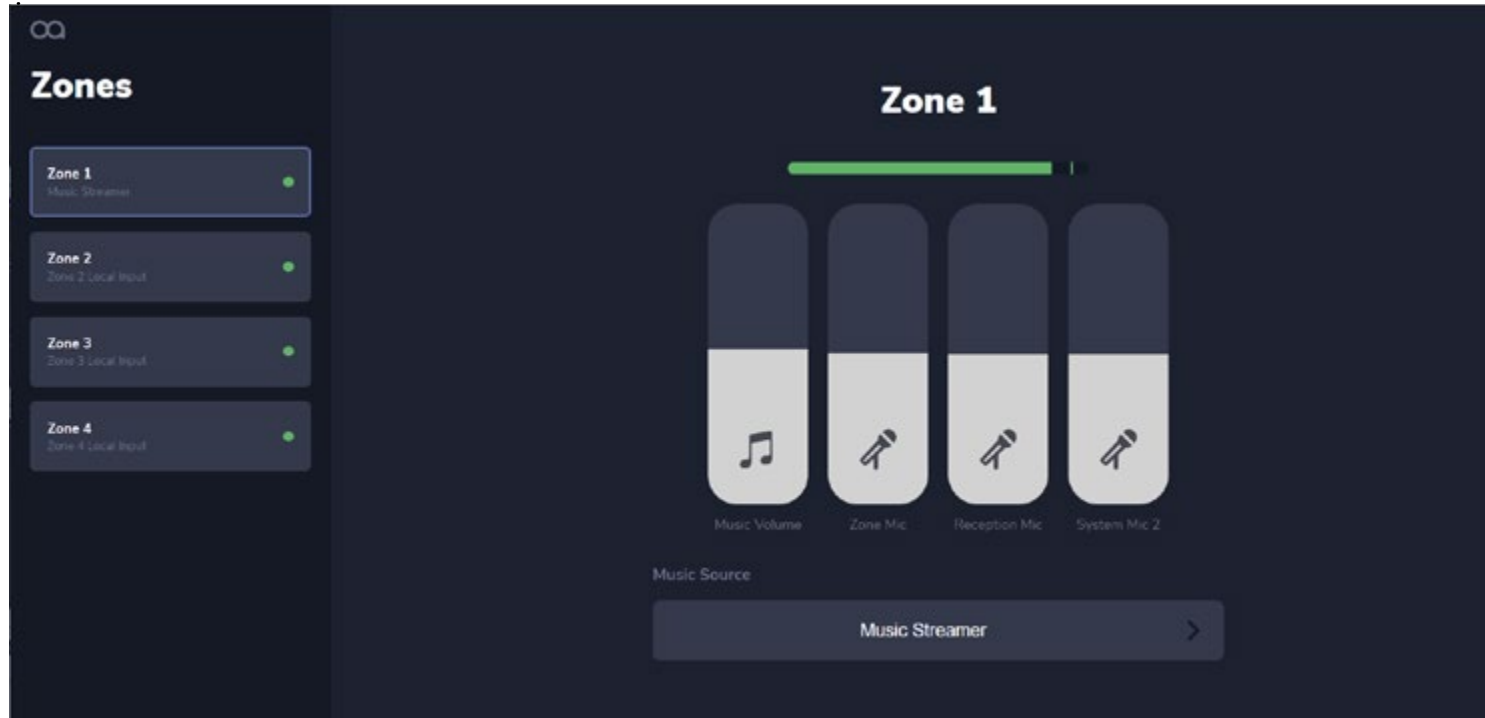 Zones
Zone 1
Music Streamer
Zone 2
Zone 2 Local Input
Zone 3
Zone 3 Local Input
Zone 4
Zone 4 Local Input
Zone 1
Music Volume Zone Mic Reception Mic System Mic 2
Music Source
Music Streamer